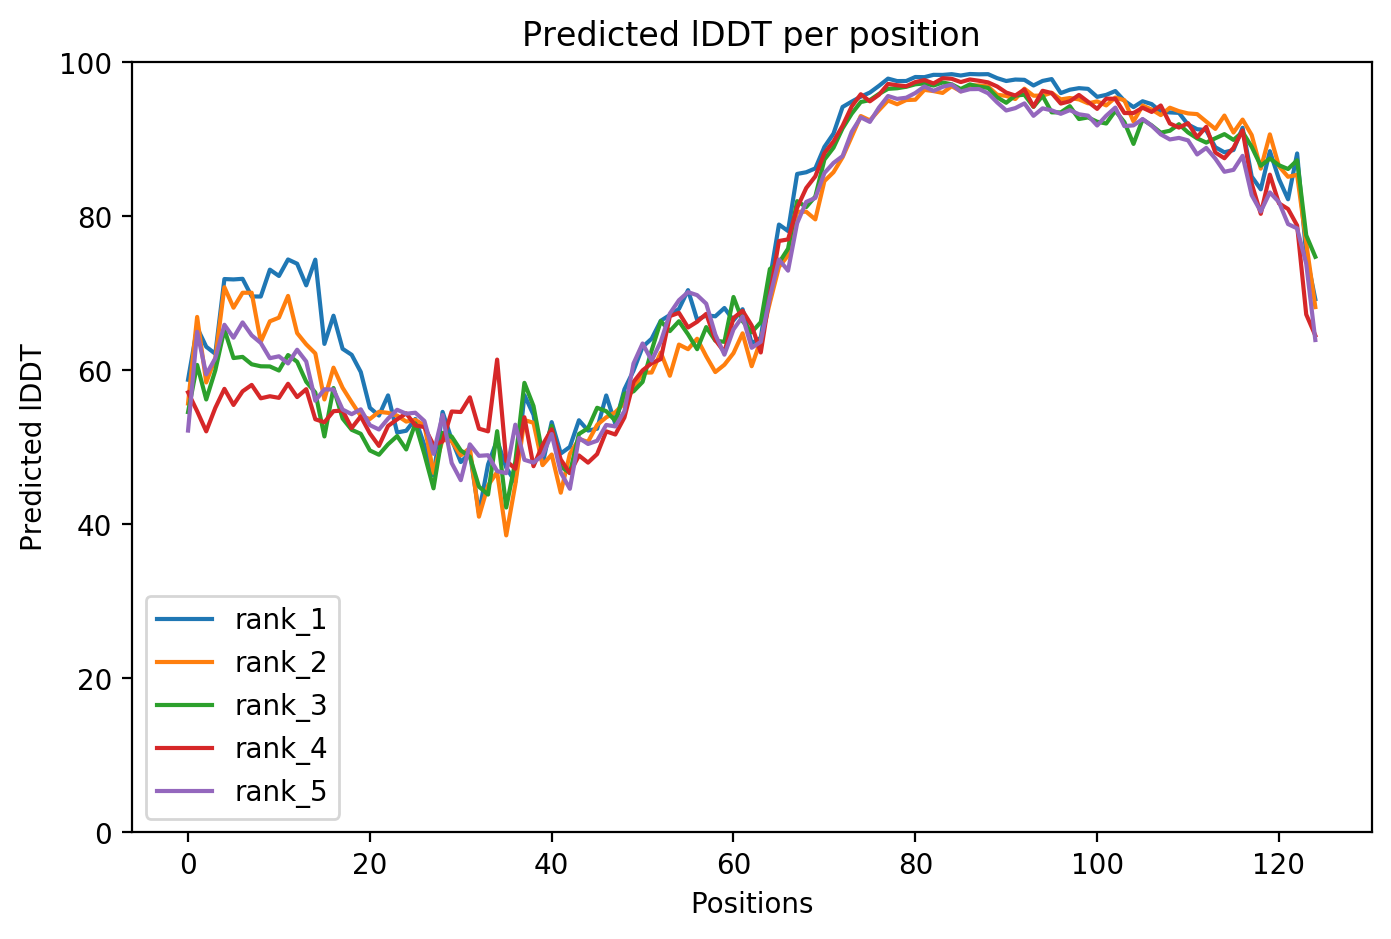 Predicted lDDT per position
100
80
60
40
20
0
Predicted lDDT
rank_1
rank_2
rank_3
rank_4
rank_5
0 20 40 60 80 100 120
Positions